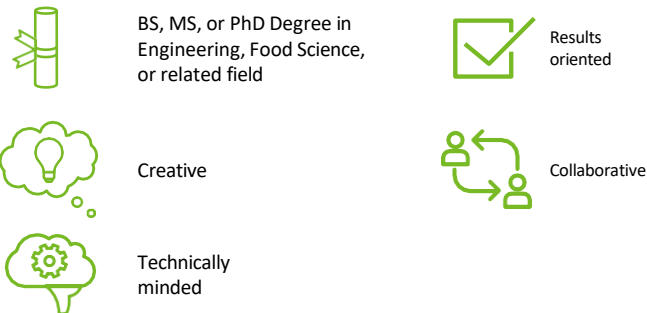 BS, MS, or PhD Degree in
Engineering, Food Science,
or related field
Results
oriented
Creative
Collaborative
Technically
minded